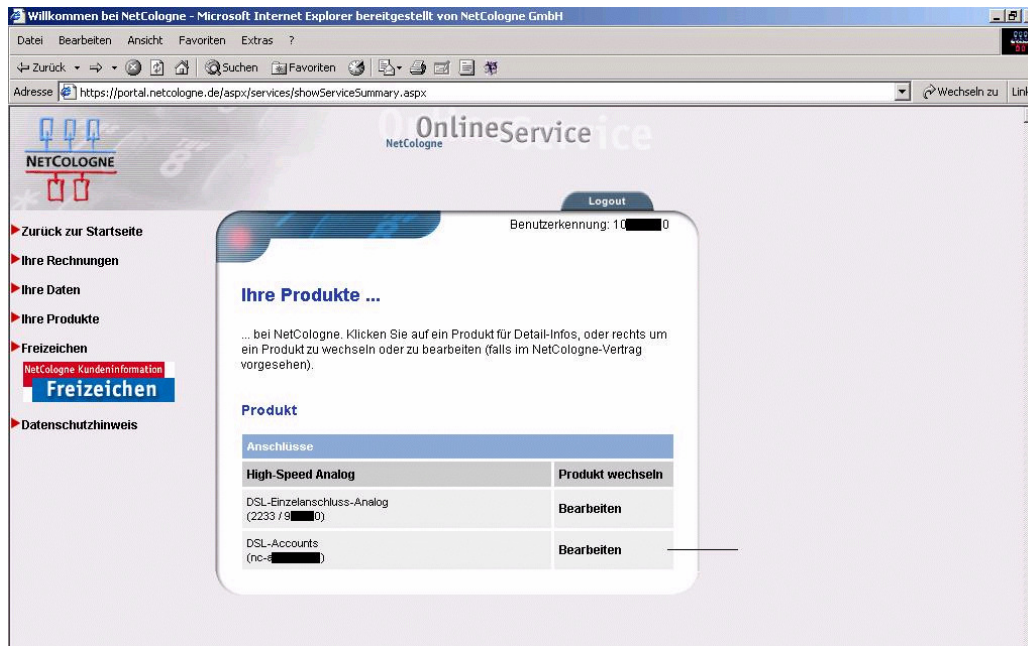 Willkommen bei NetCologne - Microsoft Internet Explorer bereitgestellt von NetCologne GmbH
Datei Bearbeiten Ansicht Favoriten Extras ?
Zurück Suchen Favoriten
Adresse https://portal.netcologne.de/aspx/services/showServiceSummary.aspx Wechseln zu
NETCOLOGNE
OnlineService
NetCologne
Logout
Benutzerkennung: 10 0
Zurück zur Startseite
Ihre Rechnungen
Ihre Daten
Ihre Produkte
Freizeichen
NetCologne Kundeninformation
Freizeichen
Datenschutzhinweis
Ihre Produkte ...
... bei NetCologne. Klicken Sie auf ein Produkt für Detail-Infos, oder rechts um
ein Produkt zu wechseln oder zu bearbeiten (falls im NetCologne-Vertrag
vorgesehen).
Produkt
Anschlüsse
High-Speed Analog Produkt wechseln
DSL-Einzelanschluss-Analog
(2233 / 9 0) Bearbeiten
DSL-Accounts
(nc-a ) Bearbeiten